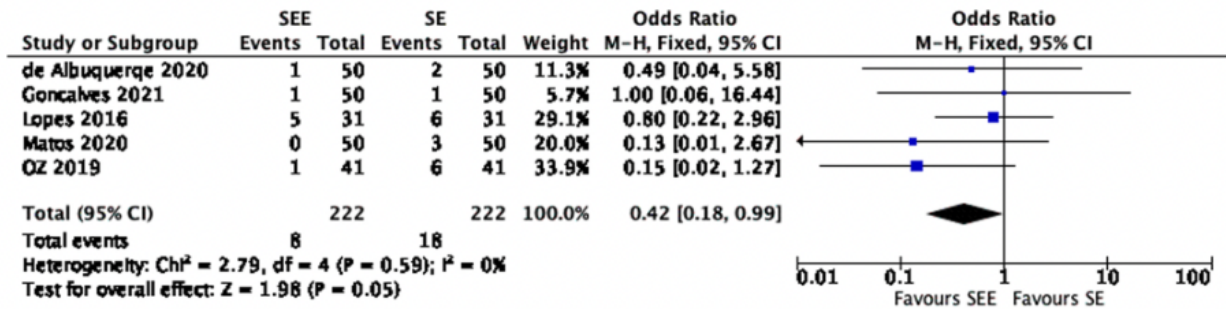 SEE SE Odds Ratio Odds Ratio
Study or Subgroup Events Total Events Total Weight M-H, Fixed, 95% CI M-H, Fixed, 95% CI
de Albuquerqe 2020 1 50 2 50 11.3% 0.49 [0.04, 5.58]
Goncalves 2021 1 50 1 50 5.7% 1.00 [0.06, 16.44]
Lopes 2016 5 31 6 31 29.1% 0.80 [0.22, 2.96]
Matos 2020 0 50 3 50 20.0% 0.13 [0.01, 2.67]
OZ 2019 1 41 6 41 33.9% 0.15 [0.02, 1.27]
Total (95% CI) 222 222 100.0% 0.42 [0.18, 0.99]
Total events 8 18
Heterogeneity: Chi² = 2.79, df = 4 (P = 0.59); I² = 0%
Test for overall effect: Z = 1.98 (P = 0.05)
0.01 0.1 1 10 100
Favours SEE Favours SE